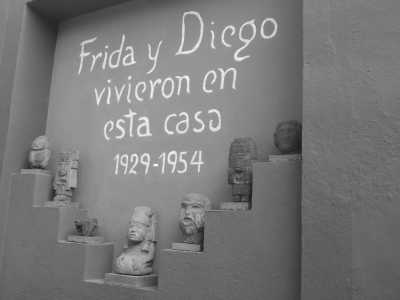 Frida y Diego
vivieron en
esta casa
1929-1954